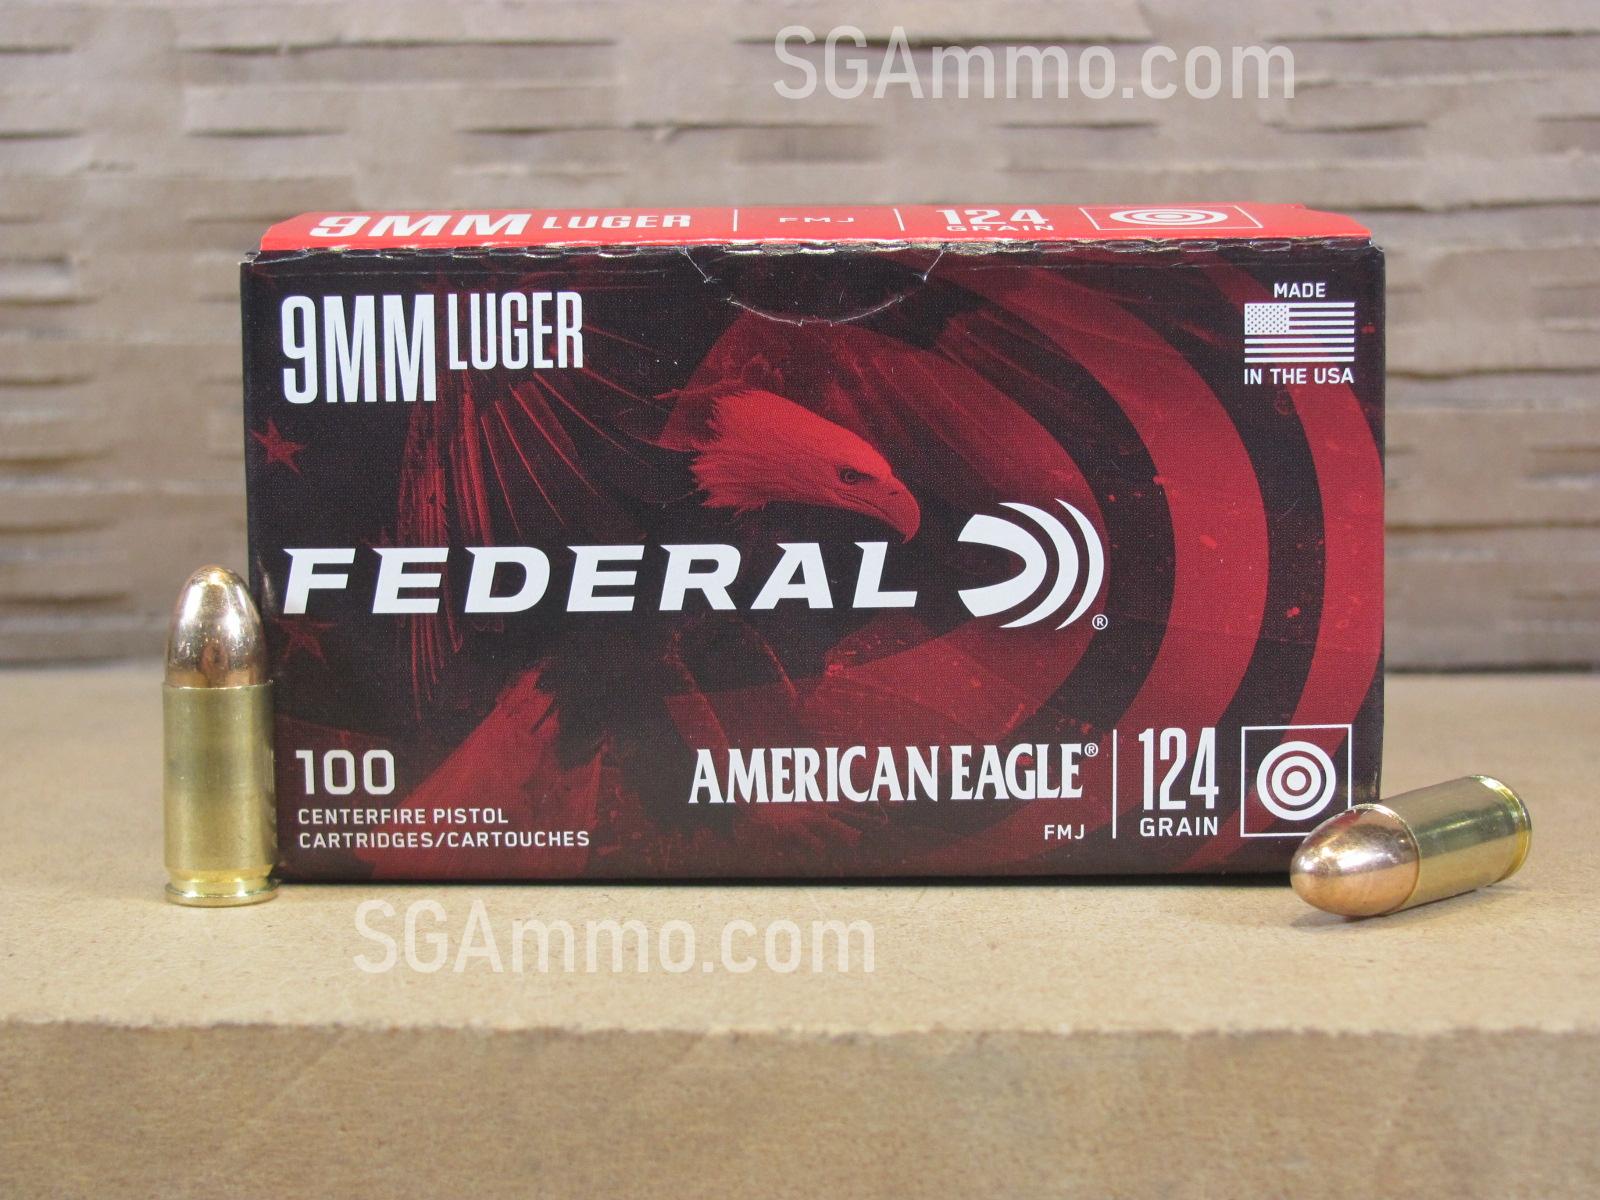 SGAmmo.com
9MM LUGER | FMJ | 124 GRAIN
9MM LUGER
MADE
IN THE USA
FEDERAL ®
100
CENTERFIRE PISTOL
CARTRIDGES/CARTOUCHES
AMERICAN EAGLE®
FMJ
124
GRAIN
SGAmmo.com